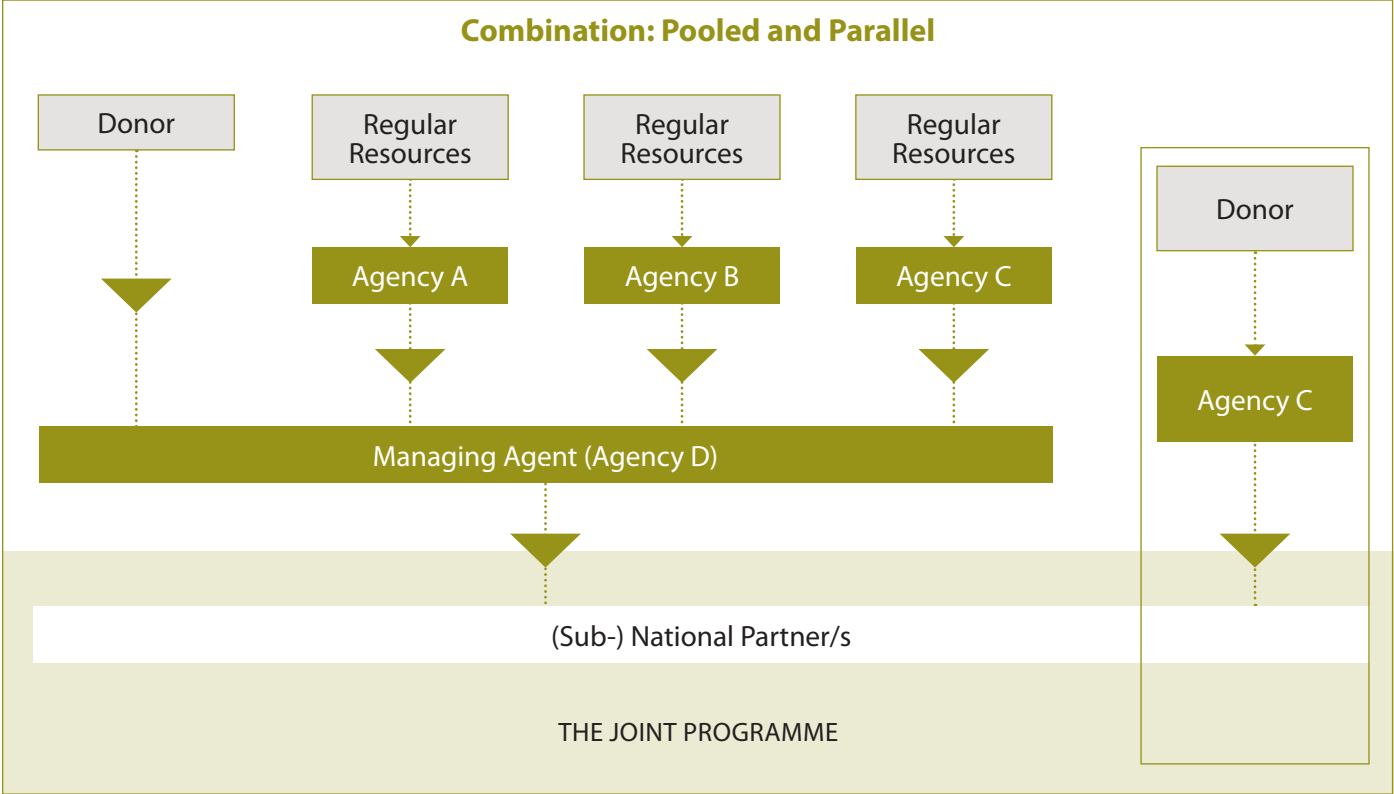 Combination: Pooled and Parallel
Donor
Regular
Resources
Regular
Resources
Regular
Resources
Donor
Agency A
Agency B
Agency C
Agency C
Managing Agent (Agency D)
(Sub-) National Partner/s
THE JOINT PROGRAMME